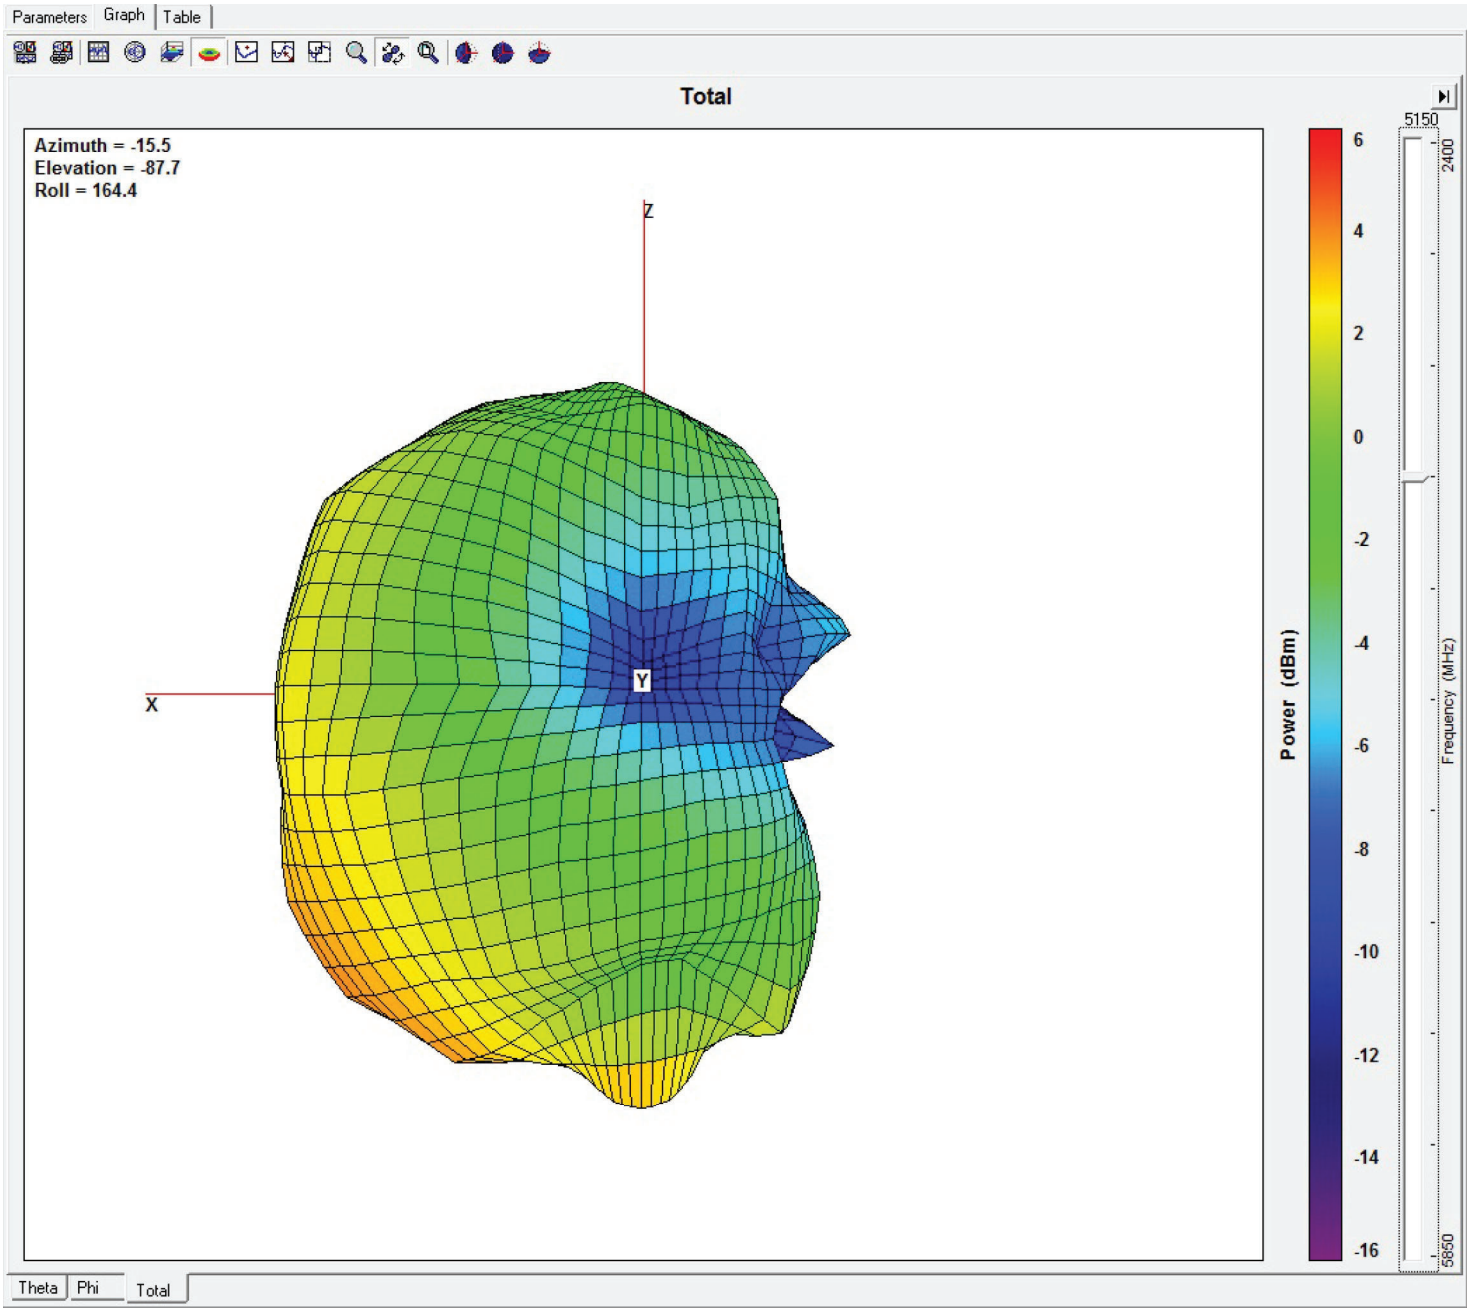 Parameters Graph Table
Total
5150
Azimuth = -15.5
Elevation = -87.7
Roll = 164.4
Z
X
Y
6
4
2
0
-2
-4
-6
-8
-10
-12
-14
-16
Power (dBm)
2400
Frequency (MHz)
5850
Theta Phi Total